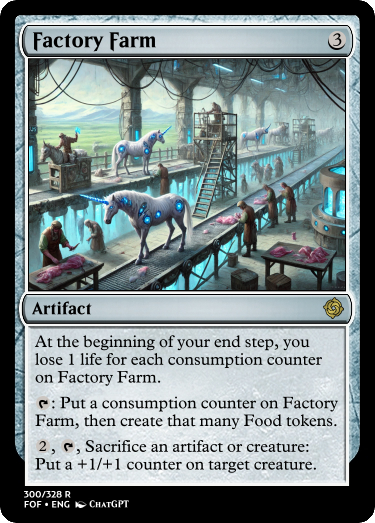 Factory Farm 3
Artifact
At the beginning of your end step, you
lose 1 life for each consumption counter
on Factory Farm.
: Put a consumption counter on Factory
Farm, then create that many Food tokens.
2, , Sacrifice an artifact or creature:
Put a +1/+1 counter on target creature.
300/328 R
FOF • ENG ChatGPT